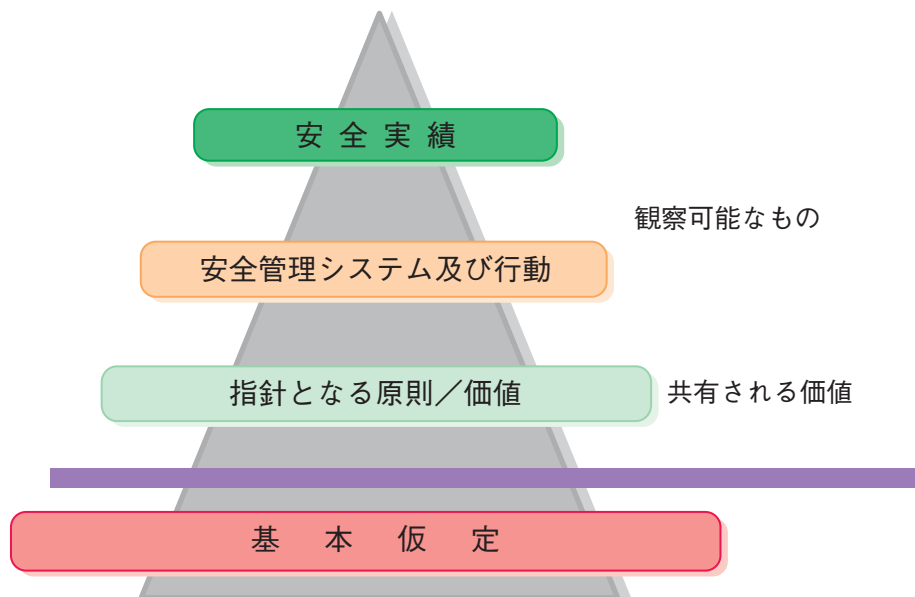 安全実績
観察可能なもの
安全管理システム及び行動
指針となる原則／価値
共有される価値
基本仮定